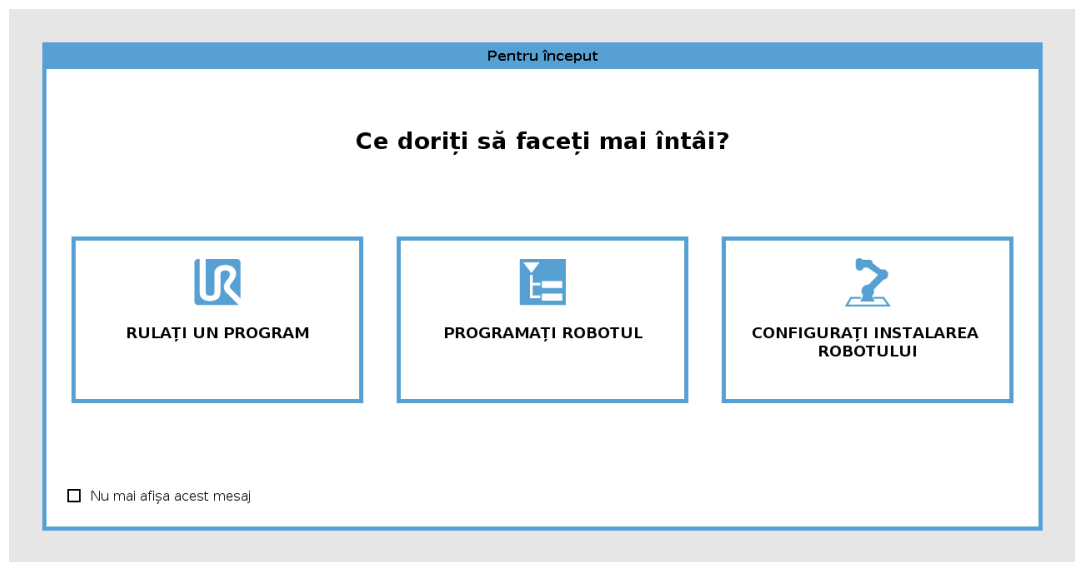 Pentru început
Ce doriți să faceți mai întâi?
RULAȚI UN PROGRAM
PROGRAMAȚI ROBOTUL
CONFIGURAȚI INSTALAREA
ROBOTULUI
Nu mai afișa acest mesaj